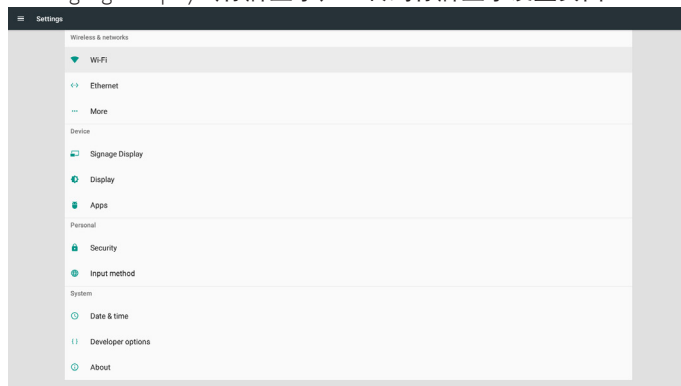 Settings
Wireless & networks
Wi-Fi
Ethernet
More
Device
Signage Display
Display
Apps
Personal
Security
Input method
System
Date & time
Developer options
About